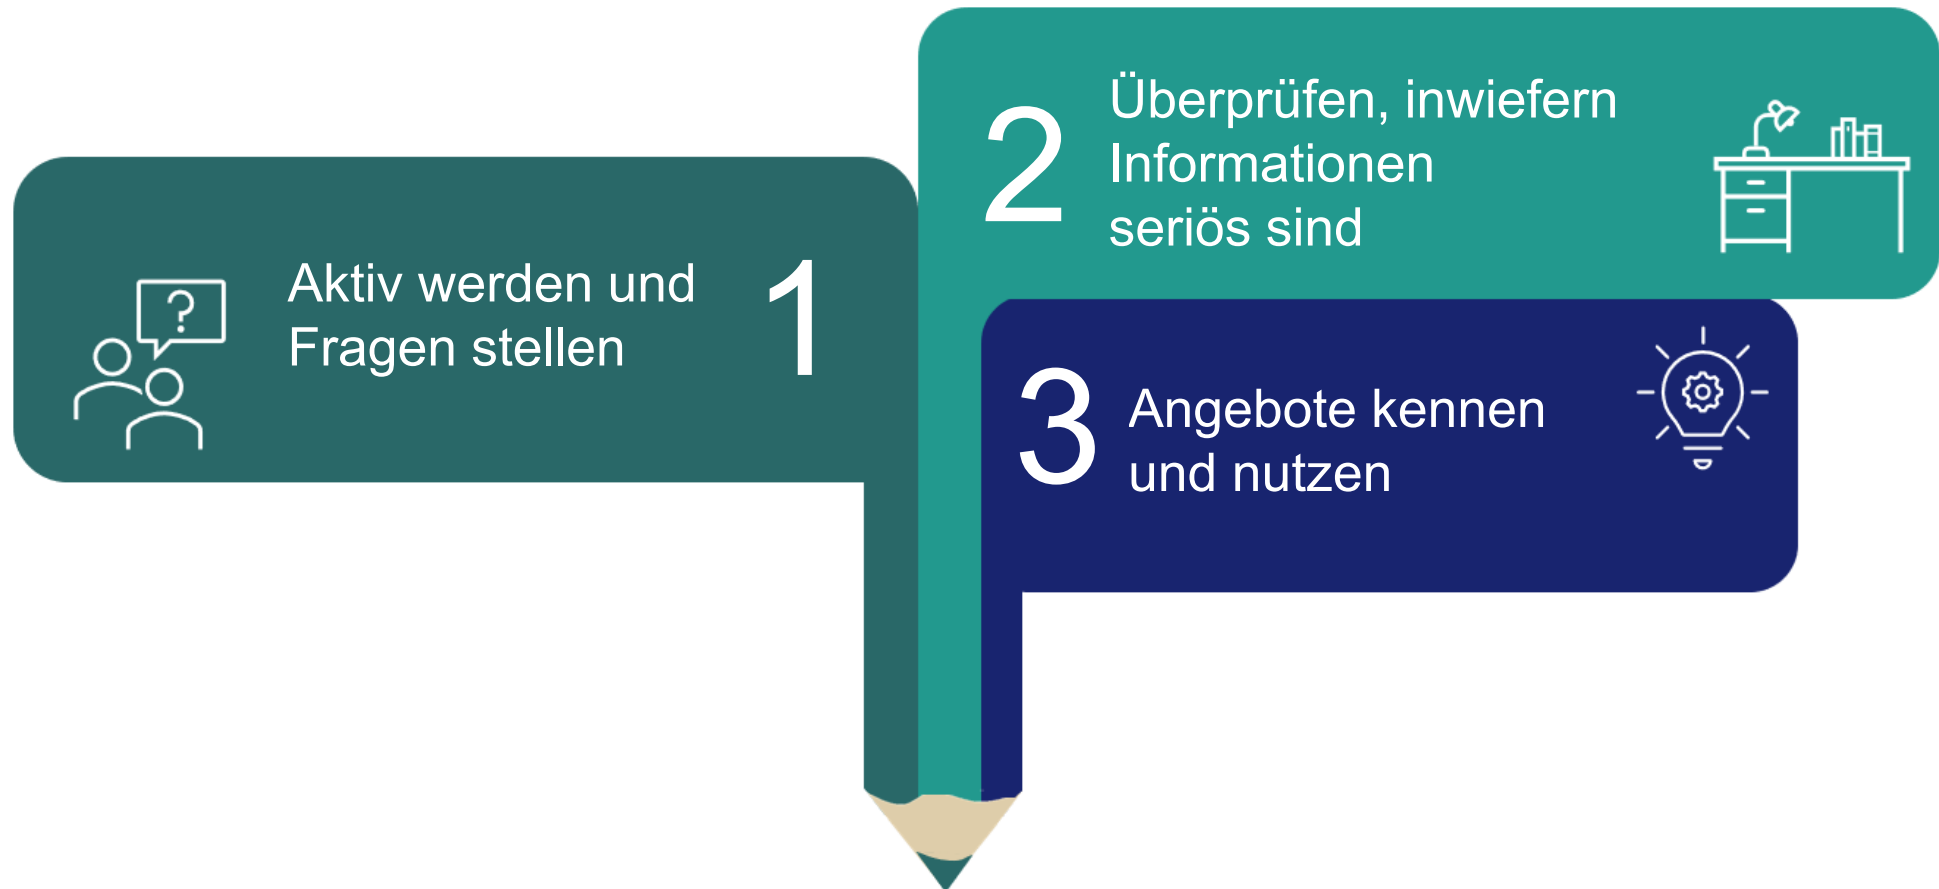 Aktiv werden und
Fragen stellen
1
2
Überprüfen, inwiefern
Informationen
seriös sind
3
Angebote kennen
und nutzen
?